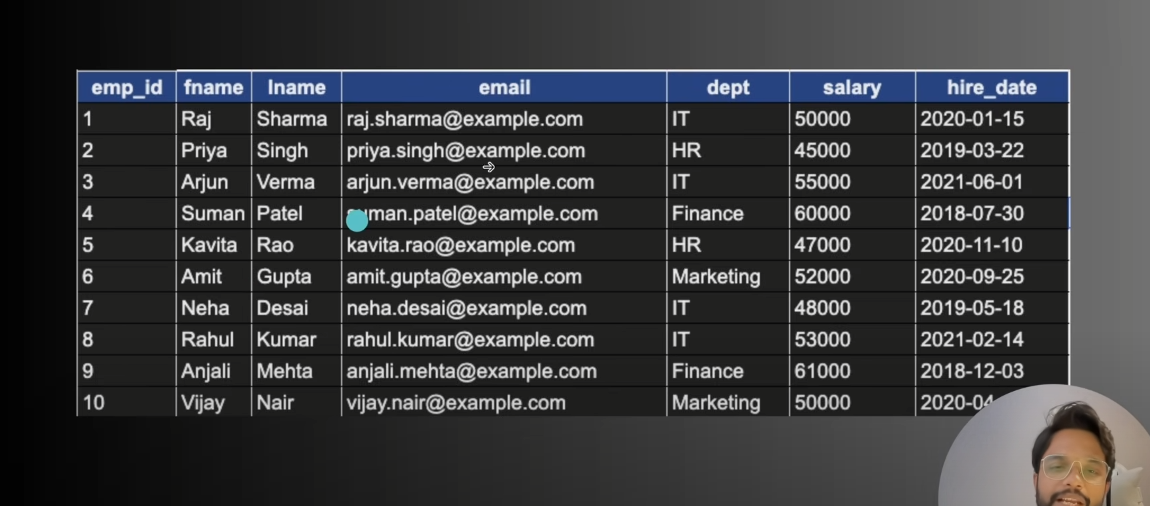 emp_id fname lname email dept salary hire_date
1 Raj Sharma raj.sharma@example.com IT 50000 2020-01-15
2 Priya Singh priya.singh@example.com HR 45000 2019-03-22
3 Arjun Verma arjun.verma@example.com IT 55000 2021-06-01
4 Suman Patel suman.patel@example.com Finance 60000 2018-07-30
5 Kavita Rao kavita.rao@example.com HR 47000 2020-11-10
6 Amit Gupta amit.gupta@example.com Marketing 52000 2020-09-25
7 Neha Desai neha.desai@example.com IT 48000 2019-05-18
8 Rahul Kumar rahul.kumar@example.com IT 53000 2021-02-14
9 Anjali Mehta anjali.mehta@example.com Finance 61000 2018-12-03
10 Vijay Nair vijay.nair@example.com Marketing 50000 2020-04